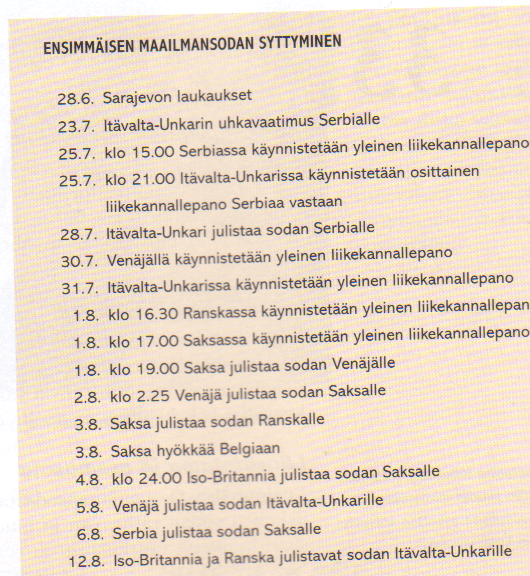 ENSIMMÄISEN MAAILMANSODAN SYTTYMINEN
28.6. Sarajevon laukaukset
23.7. Itävalta-Unkarin uhkavaatimus Serbialle
25.7. klo 15.00 Serbiassa käynnistetään yleinen liikekannallepano
25.7. klo 21.00 Itävalta-Unkarissa käynnistetään osittainen
liikekannallepano Serbiaa vastaan
28.7. Itävalta-Unkari julistaa sodan Serbialle
30.7. Venäjällä käynnistetään yleinen liikekannallepano
31.7. Itävalta-Unkarissa käynnistetään yleinen liikekannallepano
1.8. klo 16.30 Ranskassa käynnistetään yleinen liikekannallepan
1.8. klo 17.00 Saksassa käynnistetään yleinen liikekannallepano
1.8. klo 19.00 Saksa julistaa sodan Venäjälle
2.8. klo 2.25 Venäjä julistaa sodan Saksalle
3.8. Saksa julistaa sodan Ranskalle
3.8. Saksa hyökkää Belgiaan
4.8. klo 24.00 Iso-Britannia julistaa sodan Saksalle
5.8. Venäjä julistaa sodan Itävalta-Unkarille
6.8. Serbia julistaa sodan Saksalle
12.8. Iso-Britannia ja Ranska julistavat sodan Itävalta-Unkarille